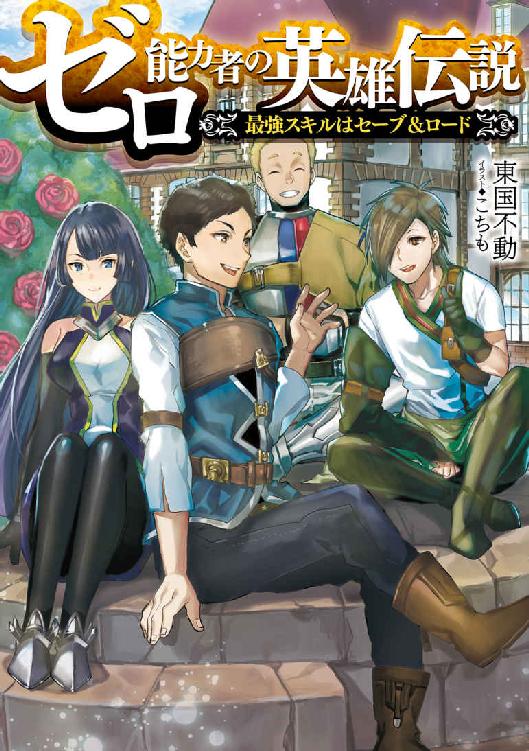 ゼロ能力者の英雄伝説
最強スキルはセーブ&ロード
東国不動
イラスト◆こちも